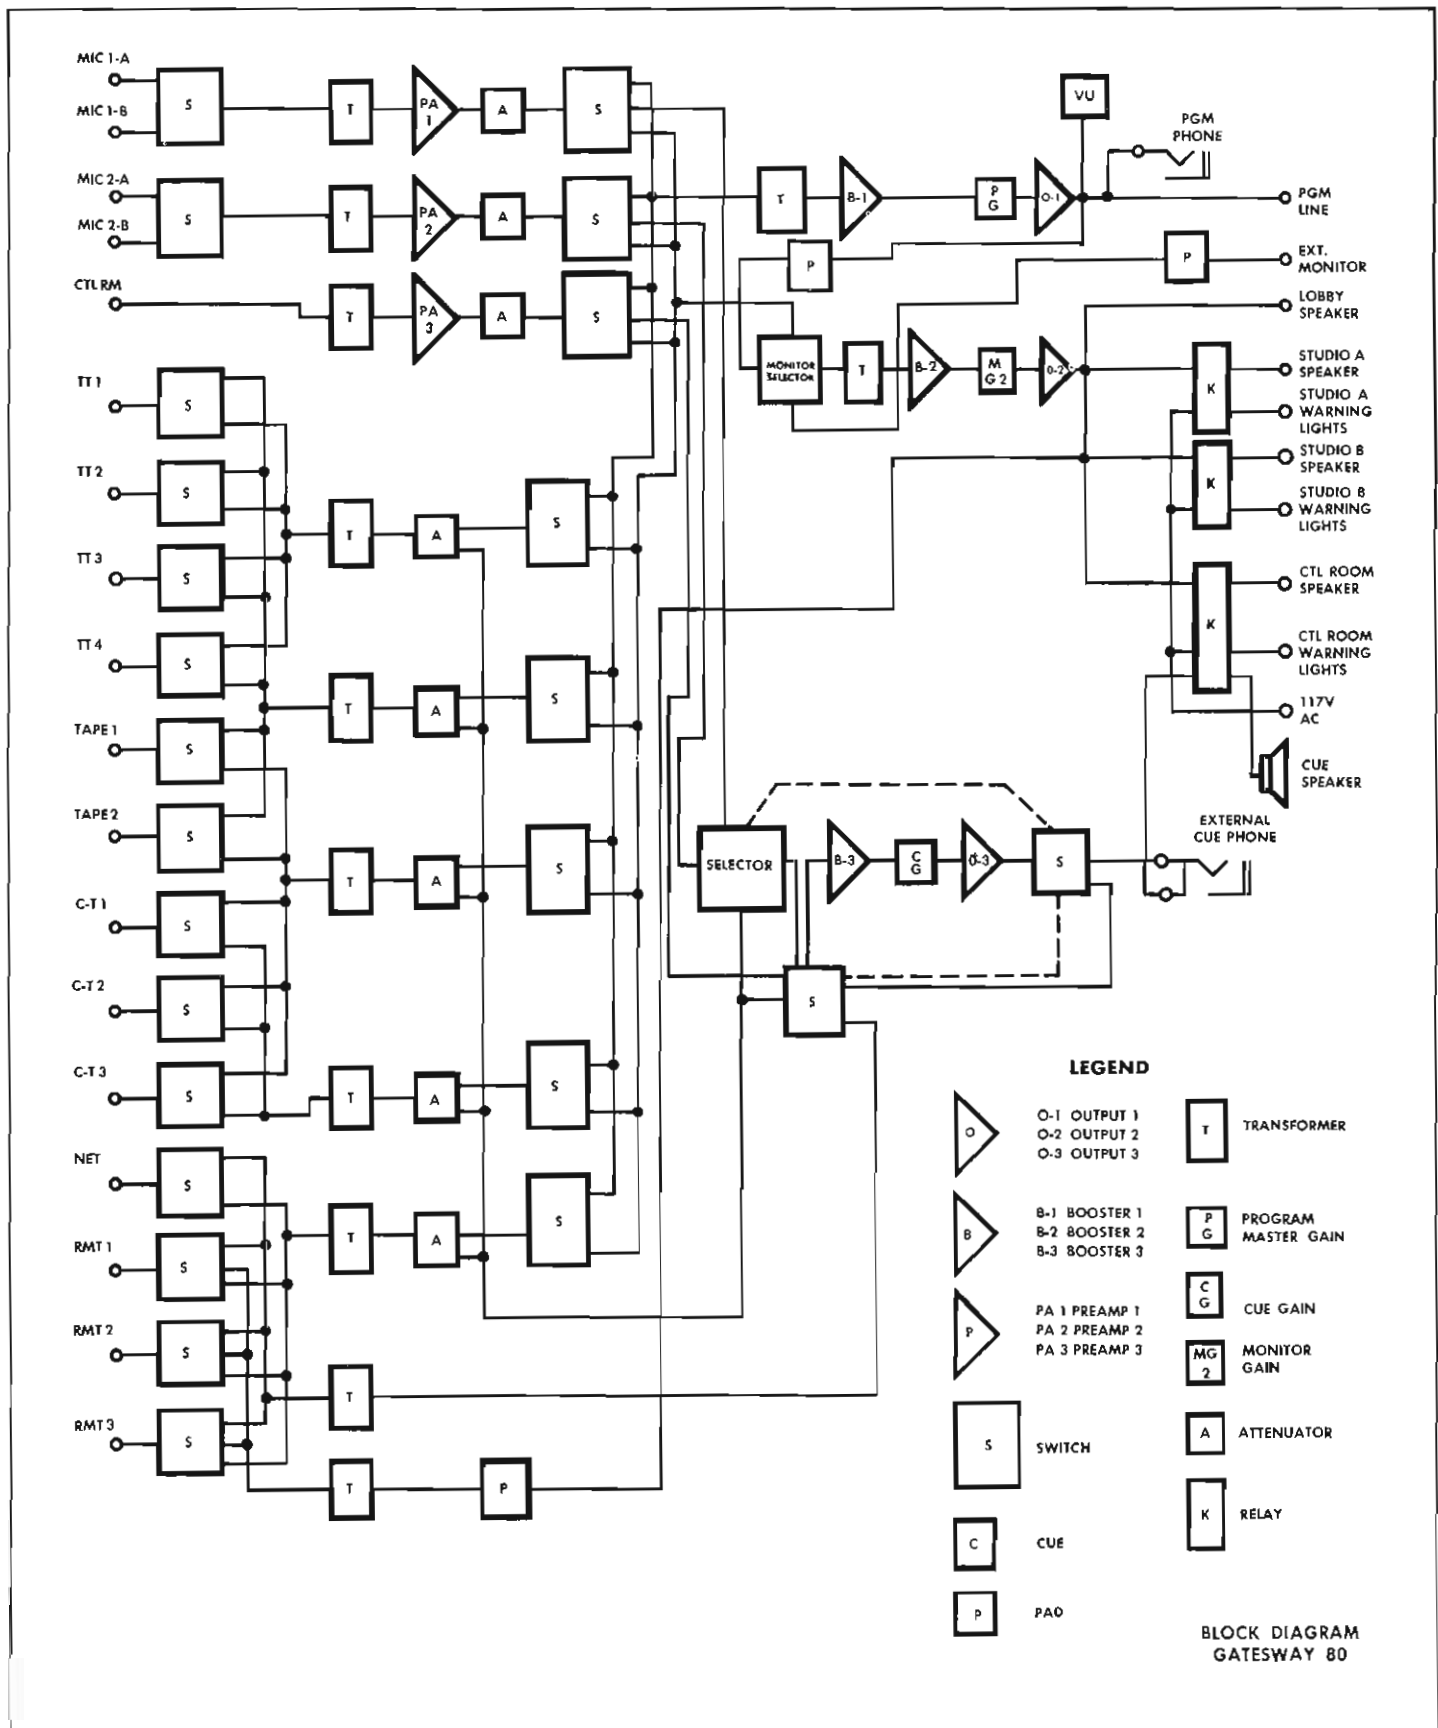 MIC 1-A
MIC 1-B
S
T
PA 1
A
S
VU
PGM PHONE
MIC 2-A
MIC 2-B
S
T
PA 2
A
S
T
B-1
P G
O-1
PGM LINE
CTL RM
T
PA 3
A
S
P
P
EXT. MONITOR
LOBBY SPEAKER
MONITOR SELECTOR
T
B-2
M G 2
O-2
K
STUDIO A SPEAKER
STUDIO A WARNING LIGHTS
K
STUDIO B SPEAKER
STUDIO B WARNING LIGHTS
K
CTL ROOM SPEAKER
CTL ROOM WARNING LIGHTS
117V AC
CUE SPEAKER
TT 1
S
TT 2
S
TT 3
S
T
A
S
TT 4
S
TAPE 1
S
T
A
S
TAPE 2
S
C-T 1
S
T
A
S
SELECTOR
B-3
C G
O-3
S
EXTERNAL CUE PHONE
S
C-T 2
S
C-T 3
S
T
A
S
NET
S
RMT 1
S
T
A
S
RMT 2
S
T
RMT 3
S
T
P
LEGEND
O
O-1 OUTPUT 1
O-2 OUTPUT 2
O-3 OUTPUT 3
T
TRANSFORMER
B
B-1 BOOSTER 1
B-2 BOOSTER 2
B-3 BOOSTER 3
P G
PROGRAM MASTER GAIN
C G
CUE GAIN
P
PA 1 PREAMP 1
PA 2 PREAMP 2
PA 3 PREAMP 3
MG 2
MONITOR GAIN
S
SWITCH
A
ATTENUATOR
K
RELAY
C
CUE
P
PAD
BLOCK DIAGRAM
GATESWAY 80